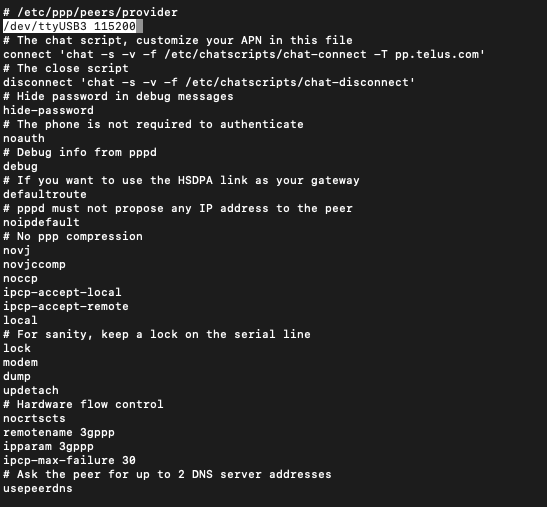 # /etc/ppp/peers/provider
/dev/ttyUSB3 115200
# The chat script, customize your APN in this file
connect 'chat -s -v -f /etc/chatscripts/chat-connect -T pp.telus.com'
# The close script
disconnect 'chat -s -v -f /etc/chatscripts/chat-disconnect'
# Hide password in debug messages
hide-password
# The phone is not required to authenticate
noauth
# Debug info from pppd
debug
# If you want to use the HSDPA link as your gateway
defaultroute
# pppd must not propose any IP address to the peer
noipdefault
# No ppp compression
novj
novjccomp
noccp
ipcp-accept-local
ipcp-accept-remote
local
# For sanity, keep a lock on the serial line
lock
modem
dump
updetach
# Hardware flow control
nocrtscts
remotename 3gppp
ipparam 3gppp
ipcp-max-failure 30
# Ask the peer for up to 2 DNS server addresses
usepeerdns